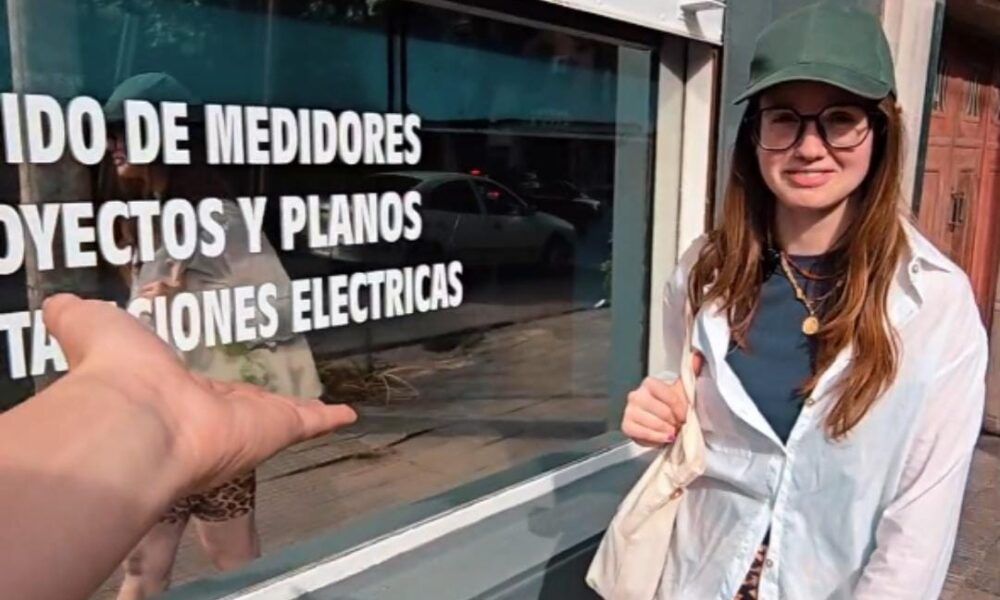 IDO DE MEDIDORES
OYECTOS Y PLANOS
TA CIONES ELECTRICAS